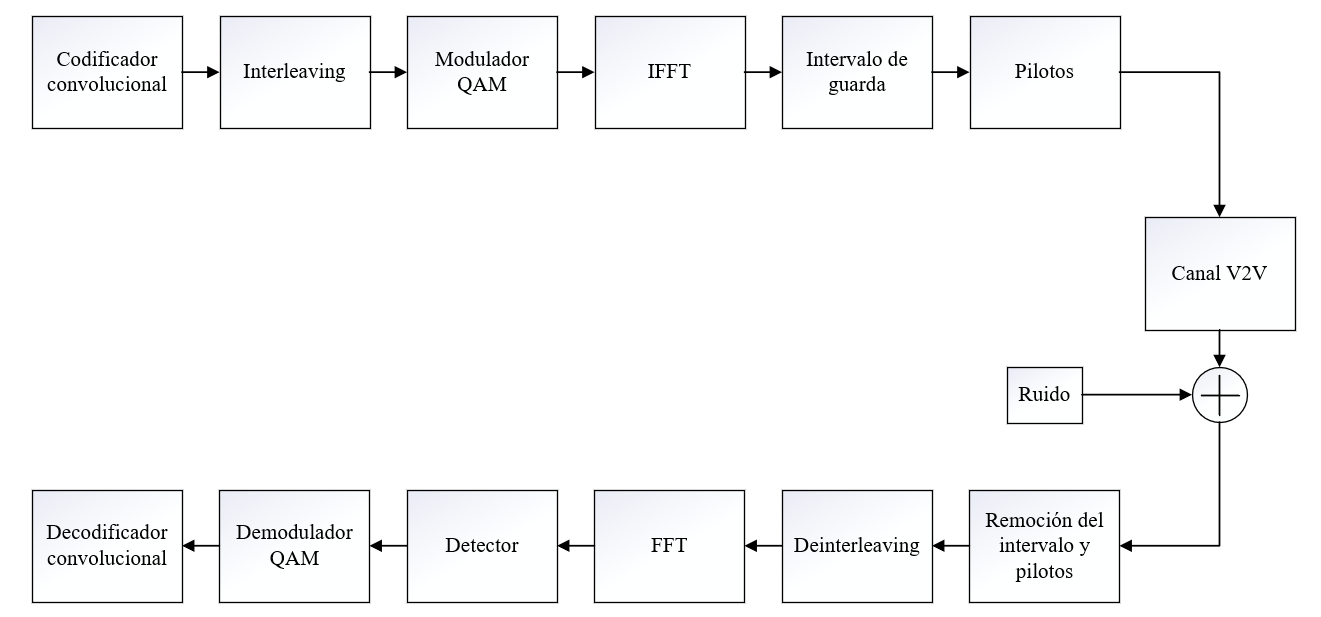 Codificador
convolucional
Interleaving
Modulador
QAM
IFFT
Intervalo de
guarda
Pilotos
Canal V2V
Ruido
Decodificador
convolucional
Demodulador
QAM
Detector
FFT
Deinterleaving
Remoción del
intervalo y
pilotos